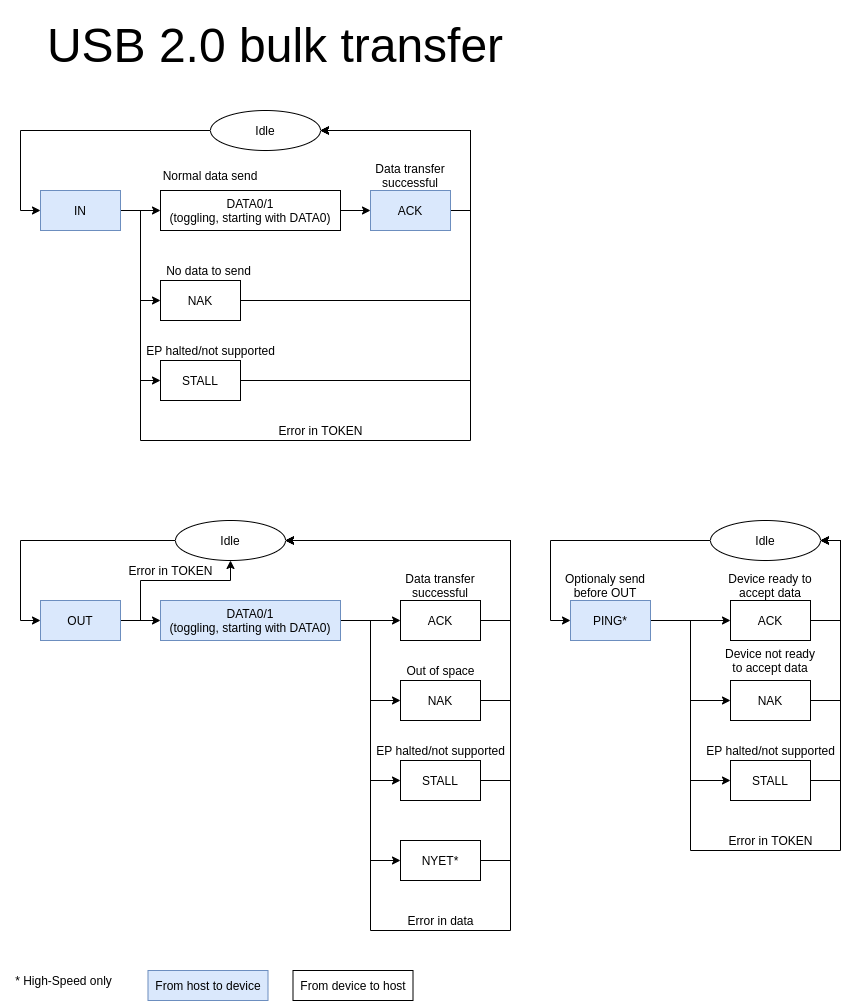 USB 2.0 bulk transfer
Idle
Normal data send
Data transfer
successful
IN
DATA0/1
(toggling, starting with DATA0)
ACK
No data to send
NAK
EP halted/not supported
STALL
Error in TOKEN
Idle
Error in TOKEN
OUT
DATA0/1
(toggling, starting with DATA0)
Data transfer
successful
ACK
Out of space
NAK
EP halted/not supported
STALL
NYET*
Error in data
Idle
Optionaly send
before OUT
PING*
Device ready to
accept data
ACK
Device not ready
to accept data
NAK
EP halted/not supported
STALL
Error in TOKEN
* High-Speed only
From host to device
From device to host